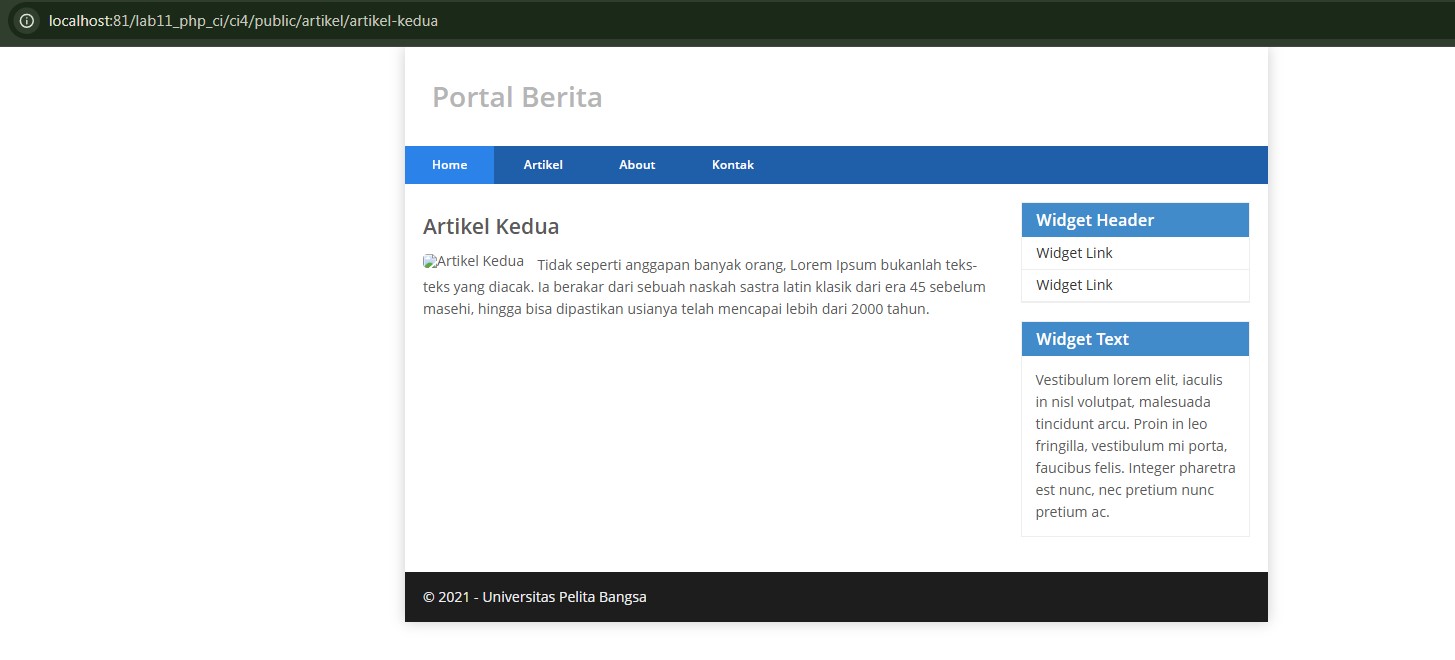 localhost:81/lab11_php_ci/ci4/public/artikel/artikel-kedua
Portal Berita
Home Artikel About Kontak
Artikel Kedua
Artikel Kedua Tidak seperti anggapan banyak orang, Lorem Ipsum bukanlah teks-
teks yang diacak. Ia berakar dari sebuah naskah sastra latin klasik dari era 45 sebelum
masehi, hingga bisa dipastikan usianya telah mencapai lebih dari 2000 tahun.
Widget Header
Widget Link
Widget Link
Widget Text
Vestibulum lorem elit, iaculis
in nisl volutpat, malesuada
tincidunt arcu. Proin in leo
fringilla, vestibulum mi porta,
faucibus felis. Integer pharetra
est nunc, nec pretium nunc
pretium ac.
© 2021 - Universitas Pelita Bangsa